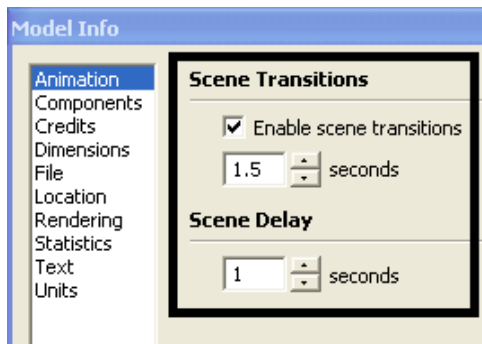 Model Info
Animation
Components
Credits
Dimensions
File
Location
Rendering
Statistics
Text
Units
Scene Transitions
Enable scene transitions
1.5 seconds
Scene Delay
1 seconds